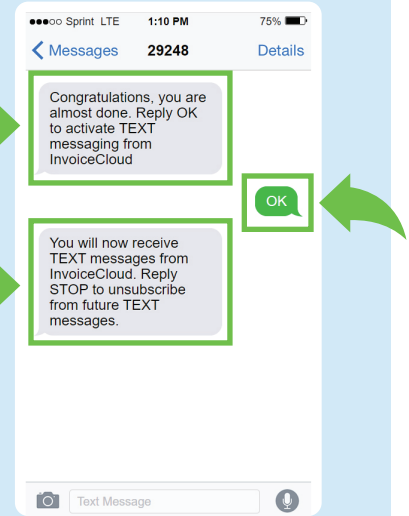 Sprint LTE 1:10 PM 75%
Messages 29248 Details
Congratulations, you are
almost done. Reply OK
to activate TEXT
messaging from
InvoiceCloud
OK
You will now receive
TEXT messages from
InvoiceCloud. Reply
STOP to unsubscribe
from future TEXT
messages.
Text Message